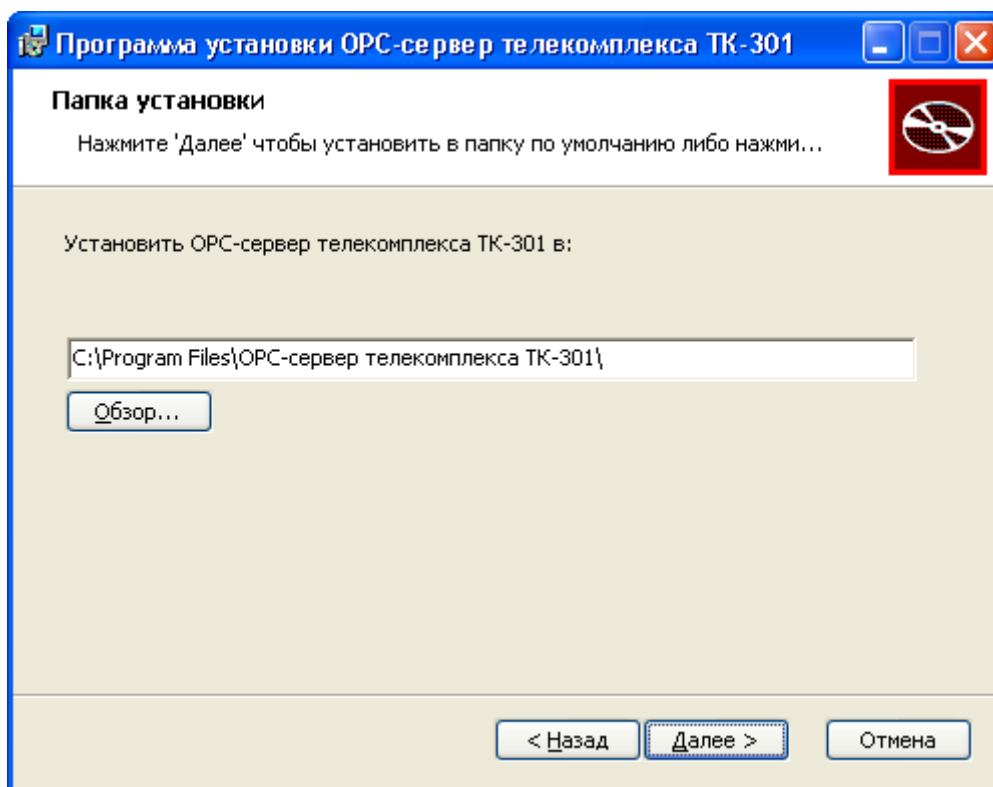 Программа установки OPC-сервер телекомплекса ТК-301
Папка установки
Нажмите 'Далее' чтобы установить в папку по умолчанию либо нажми...
Установить OPC-сервер телекомплекса ТК-301 в:
C:\Program Files\OPC-сервер телекомплекса ТК-301\
Обзор...
< Назад
Далее >
Отмена